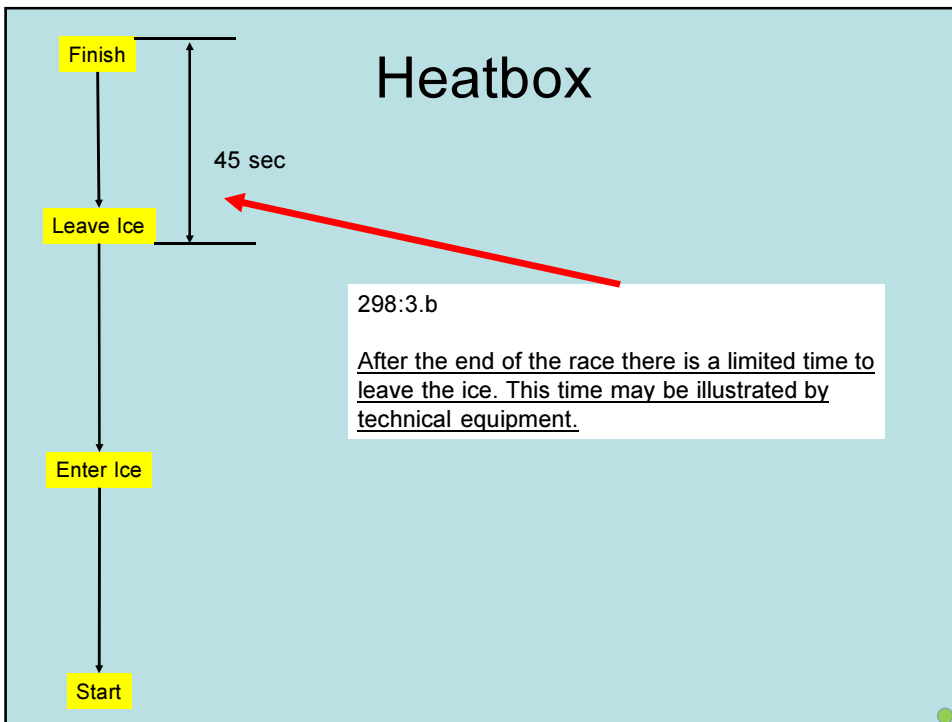 Finish
Heatbox
45 sec
Leave Ice
298:3.b
After the end of the race there is a limited time to
leave the ice. This time may be illustrated by
technical equipment.
Enter Ice
Start